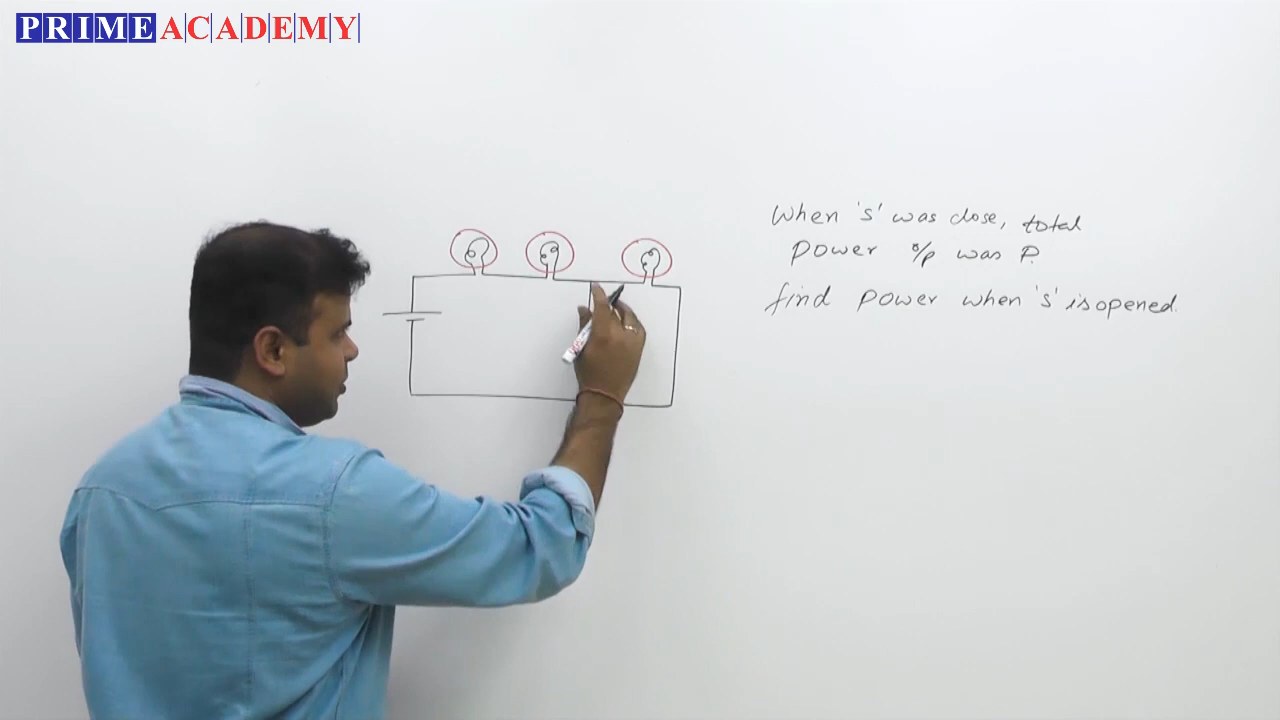 PRIME ACADEMY
When 's' was close, total
power o/p was P.
find power when 's' is opened.